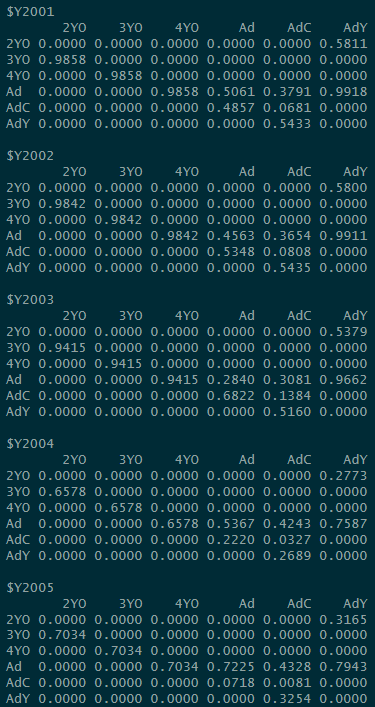 $Y2001
2YO 3YO 4YO Ad AdC AdY
2YO 0.0000 0.0000 0.0000 0.0000 0.0000 0.5811
3YO 0.9858 0.0000 0.0000 0.0000 0.0000 0.0000
4YO 0.0000 0.9858 0.0000 0.0000 0.0000 0.0000
Ad 0.0000 0.0000 0.9858 0.5061 0.3791 0.9918
AdC 0.0000 0.0000 0.0000 0.4857 0.0681 0.0000
AdY 0.0000 0.0000 0.0000 0.0000 0.5433 0.0000
$Y2002
2YO 3YO 4YO Ad AdC AdY
2YO 0.0000 0.0000 0.0000 0.0000 0.0000 0.5800
3YO 0.9842 0.0000 0.0000 0.0000 0.0000 0.0000
4YO 0.0000 0.9842 0.0000 0.0000 0.0000 0.0000
Ad 0.0000 0.0000 0.9842 0.4563 0.3654 0.9911
AdC 0.0000 0.0000 0.0000 0.5348 0.0808 0.0000
AdY 0.0000 0.0000 0.0000 0.0000 0.5435 0.0000
$Y2003
2YO 3YO 4YO Ad AdC AdY
2YO 0.0000 0.0000 0.0000 0.0000 0.0000 0.5379
3YO 0.9415 0.0000 0.0000 0.0000 0.0000 0.0000
4YO 0.0000 0.9415 0.0000 0.0000 0.0000 0.0000
Ad 0.0000 0.0000 0.9415 0.2840 0.3081 0.9662
AdC 0.0000 0.0000 0.0000 0.6822 0.1384 0.0000
AdY 0.0000 0.0000 0.0000 0.0000 0.5160 0.0000
$Y2004
2YO 3YO 4YO Ad AdC AdY
2YO 0.0000 0.0000 0.0000 0.0000 0.0000 0.2773
3YO 0.6578 0.0000 0.0000 0.0000 0.0000 0.0000
4YO 0.0000 0.6578 0.0000 0.0000 0.0000 0.0000
Ad 0.0000 0.0000 0.6578 0.5367 0.4243 0.7587
AdC 0.0000 0.0000 0.0000 0.2220 0.0327 0.0000
AdY 0.0000 0.0000 0.0000 0.0000 0.2689 0.0000
$Y2005
2YO 3YO 4YO Ad AdC AdY
2YO 0.0000 0.0000 0.0000 0.0000 0.0000 0.3165
3YO 0.7034 0.0000 0.0000 0.0000 0.0000 0.0000
4YO 0.0000 0.7034 0.0000 0.0000 0.0000 0.0000
Ad 0.0000 0.0000 0.7034 0.7225 0.4328 0.7943
AdC 0.0000 0.0000 0.0000 0.0718 0.0081 0.0000
AdY 0.0000 0.0000 0.0000 0.0000 0.3254 0.0000